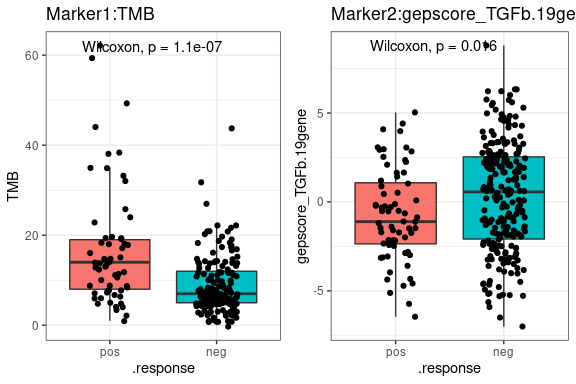 Marker1:TMB
Wilcoxon, p = 1.1e-07
TMB
60
40
20
0
pos
neg
.response
Marker2:gepscore_TGFb.19ge
Wilcoxon, p = 0.016
gepscore_TGFb.19gene
5
0
-5
pos
neg
.response